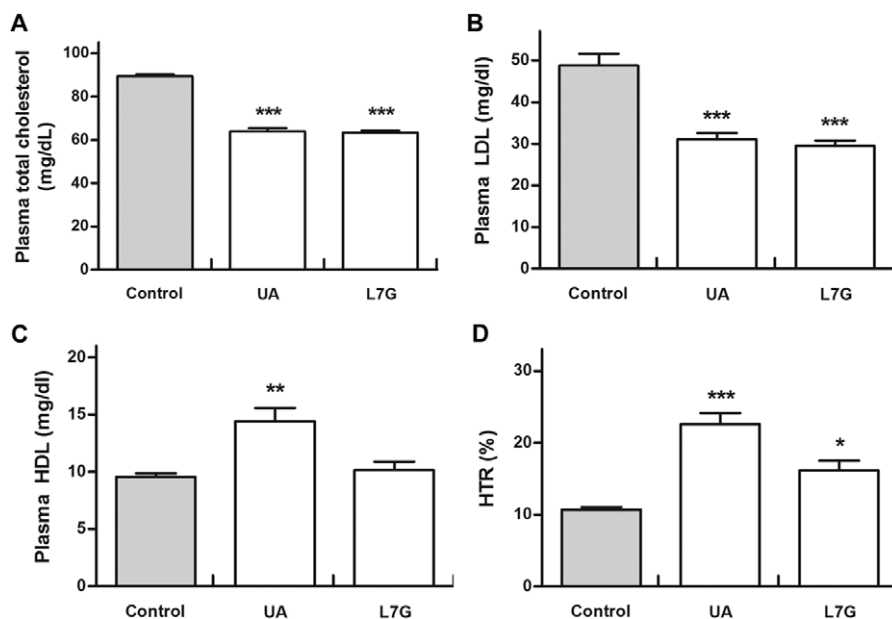 A
Plasma total cholesterol
(mg/dL)
100
80
60
40
20
0
***
***
Control
UA
L7G
B
Plasma LDL (mg/dl)
50
40
30
20
10
0
***
***
Control
UA
L7G
C
Plasma HDL (mg/dl)
20
15
10
5
0
**
Control
UA
L7G
D
HTR (%)
30
20
10
0
***
*
Control
UA
L7G